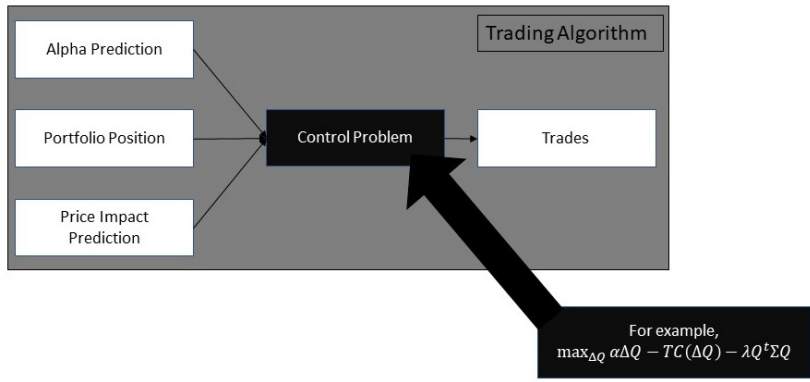 Trading Algorithm
Alpha Prediction
Portfolio Position
Control Problem
Trades
Price Impact
Prediction
For example,
max_{ΔQ} αΔQ − TC(ΔQ) − λQ^tΣQ